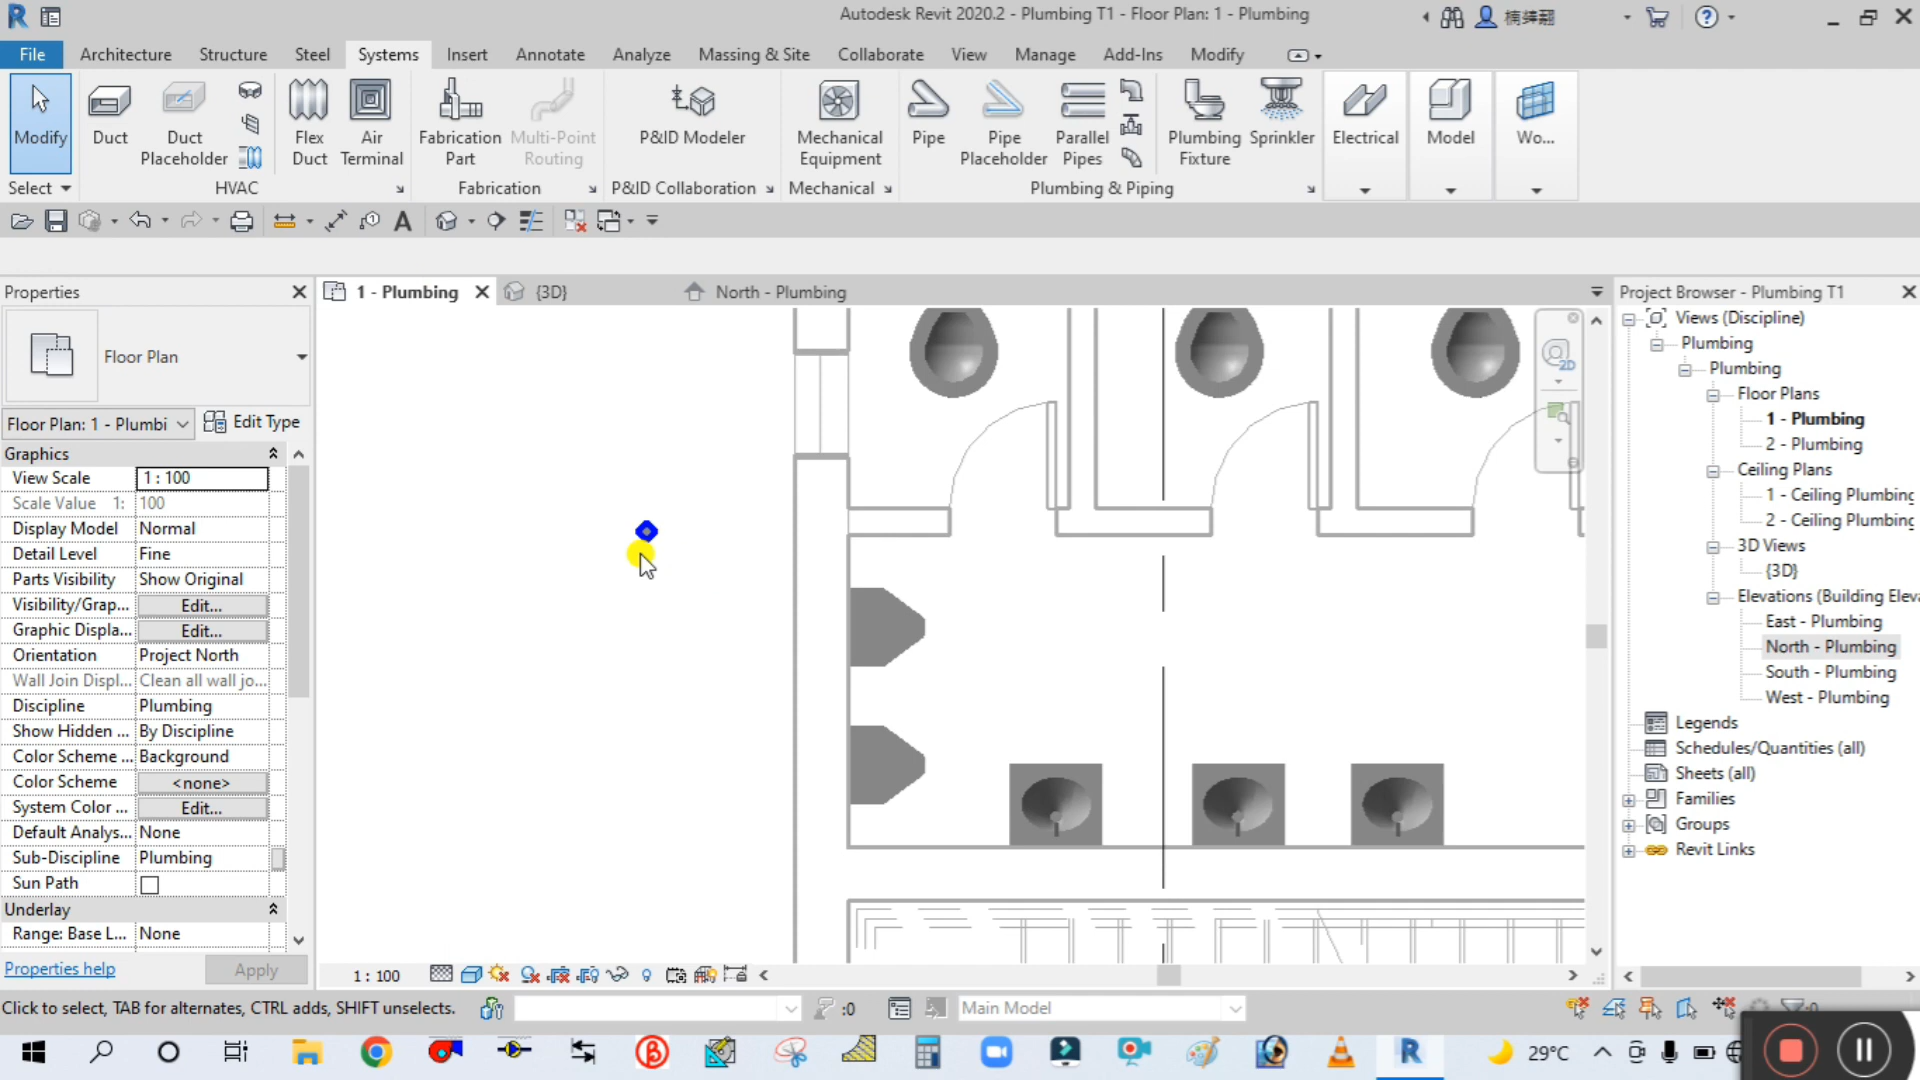 Autodesk Revit 2020.2 - Plumbing T1 - Floor Plan: 1 - Plumbing
File Architecture Structure Steel Systems Insert Annotate Analyze Massing & Site Collaborate View Manage Add-Ins Modify
Modify Duct Duct Placeholder Flex Duct Air Terminal Fabrication Part Multi-Point Routing P&ID Modeler Mechanical Equipment Pipe Pipe Placeholder Parallel Pipes Plumbing Fixture Sprinkler Electrical Model Wo...
Select HVAC Fabrication P&ID Collaboration Mechanical Plumbing & Piping
Properties
1 - Plumbing {3D} North - Plumbing
Project Browser - Plumbing T1
Floor Plan
Floor Plan: 1 - Plumbi Edit Type
Graphics
View Scale 1 : 100
Scale Value 1: 100
Display Model Normal
Detail Level Fine
Parts Visibility Show Original
Visibility/Grap... Edit...
Graphic Displa... Edit...
Orientation Project North
Wall Join Displ... Clean all wall jo...
Discipline Plumbing
Show Hidden ... By Discipline
Color Scheme ... Background
Color Scheme <none>
System Color ... Edit...
Default Analys... None
Sub-Discipline Plumbing
Sun Path
Underlay
Range: Base L... None
Properties help Apply
2D
Views (Discipline)
Plumbing
Plumbing
Floor Plans
1 - Plumbing
2 - Plumbing
Ceiling Plans
1 - Ceiling Plumbing
2 - Ceiling Plumbing
3D Views
{3D}
Elevations (Building Eleva
East - Plumbing
North - Plumbing
South - Plumbing
West - Plumbing
Legends
Schedules/Quantities (all)
Sheets (all)
Families
Groups
Revit Links
1 : 100
Click to select, TAB for alternates, CTRL adds, SHIFT unselects. :0 Main Model :0
29°C